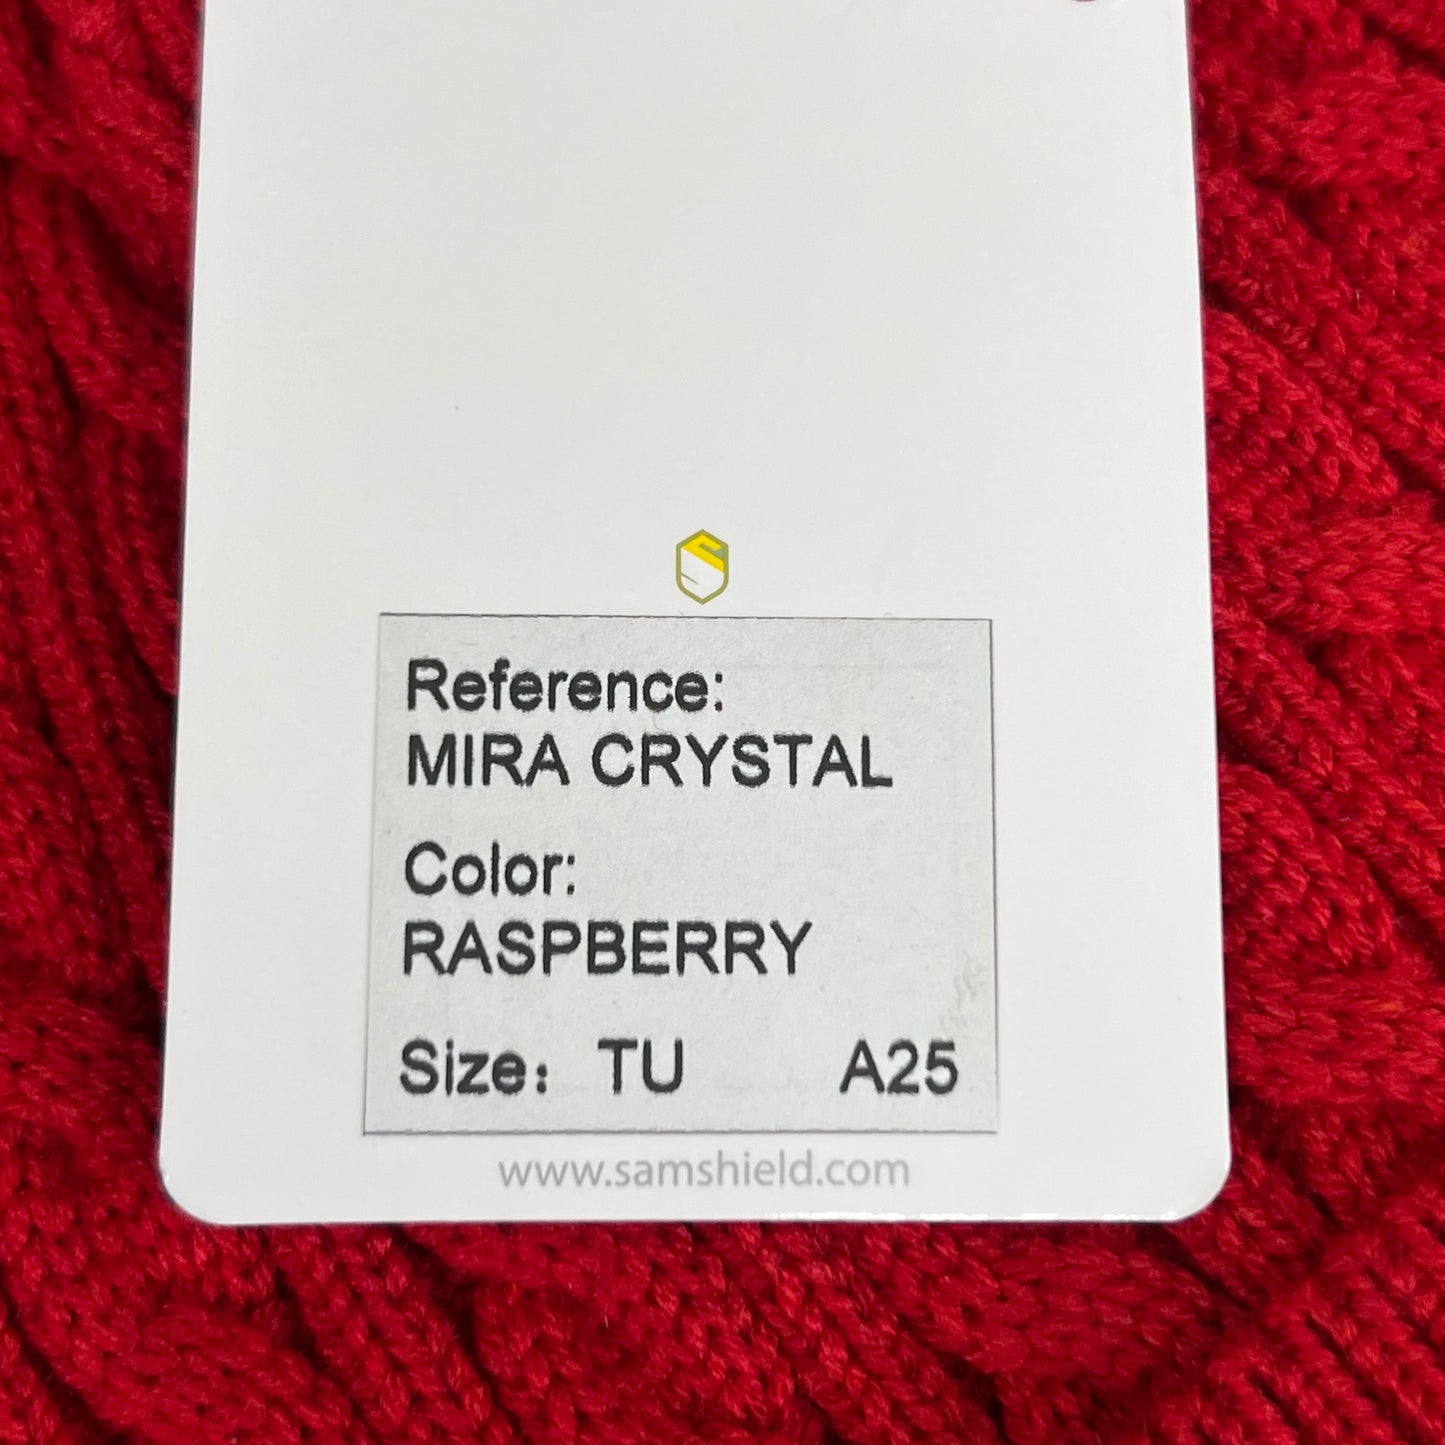 Reference:
MIRA CRYSTAL
Color:
RASPBERRY
Size: TU A25
www.samshield.com